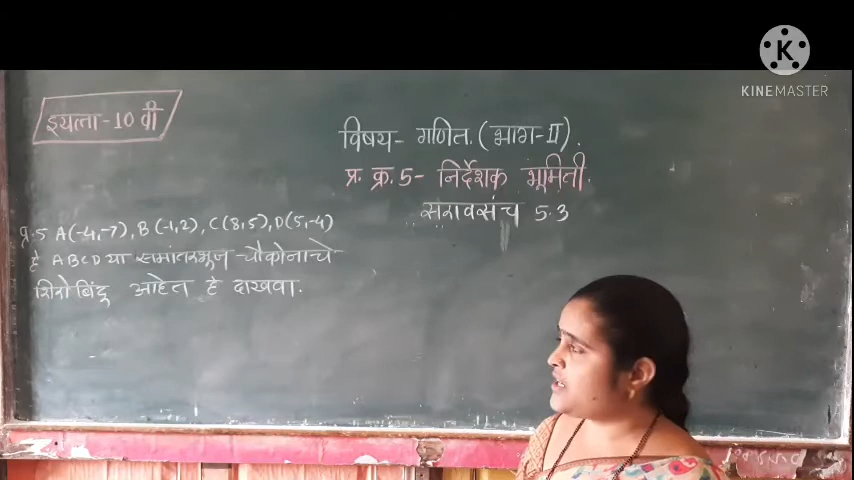 K
KINEMASTER
इयत्ता-10 वी
विषय- गणित.(भाग-II).
प्र. क्र. 5- निर्देशक भूमिती.
सरावसंच 5.3
प्र.5 A(-4,-7), B(-1,2), C(8,5), D(5,-4)
हे ABCD या समांतरभुज चौकोनाचे
शिरोबिंदू आहेत हे दाखवा.